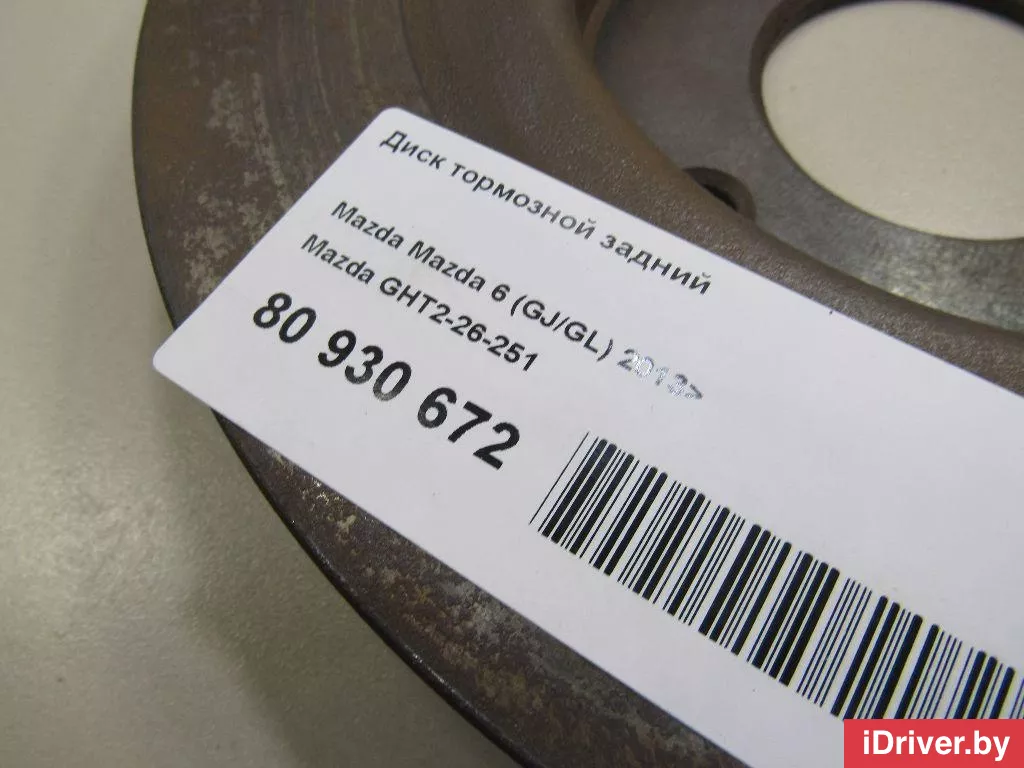 Диск тормозной задний
Mazda Mazda 6 (GJ/GL) 2013>
Mazda GHT2-26-251
80 930 672
iDriver.by